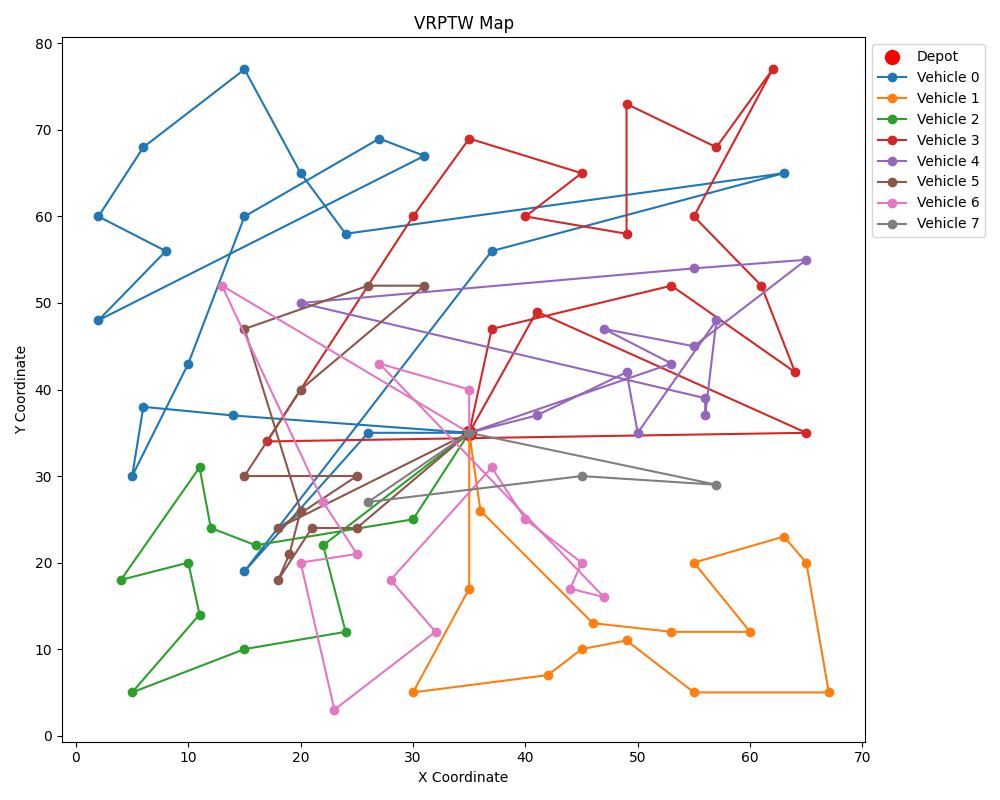 VRPTW Map
Depot
Vehicle 0
Vehicle 1
Vehicle 2
Vehicle 3
Vehicle 4
Vehicle 5
Vehicle 6
Vehicle 7
Y Coordinate
80
70
60
50
40
30
20
10
0
0 10 20 30 40 50 60 70
X Coordinate